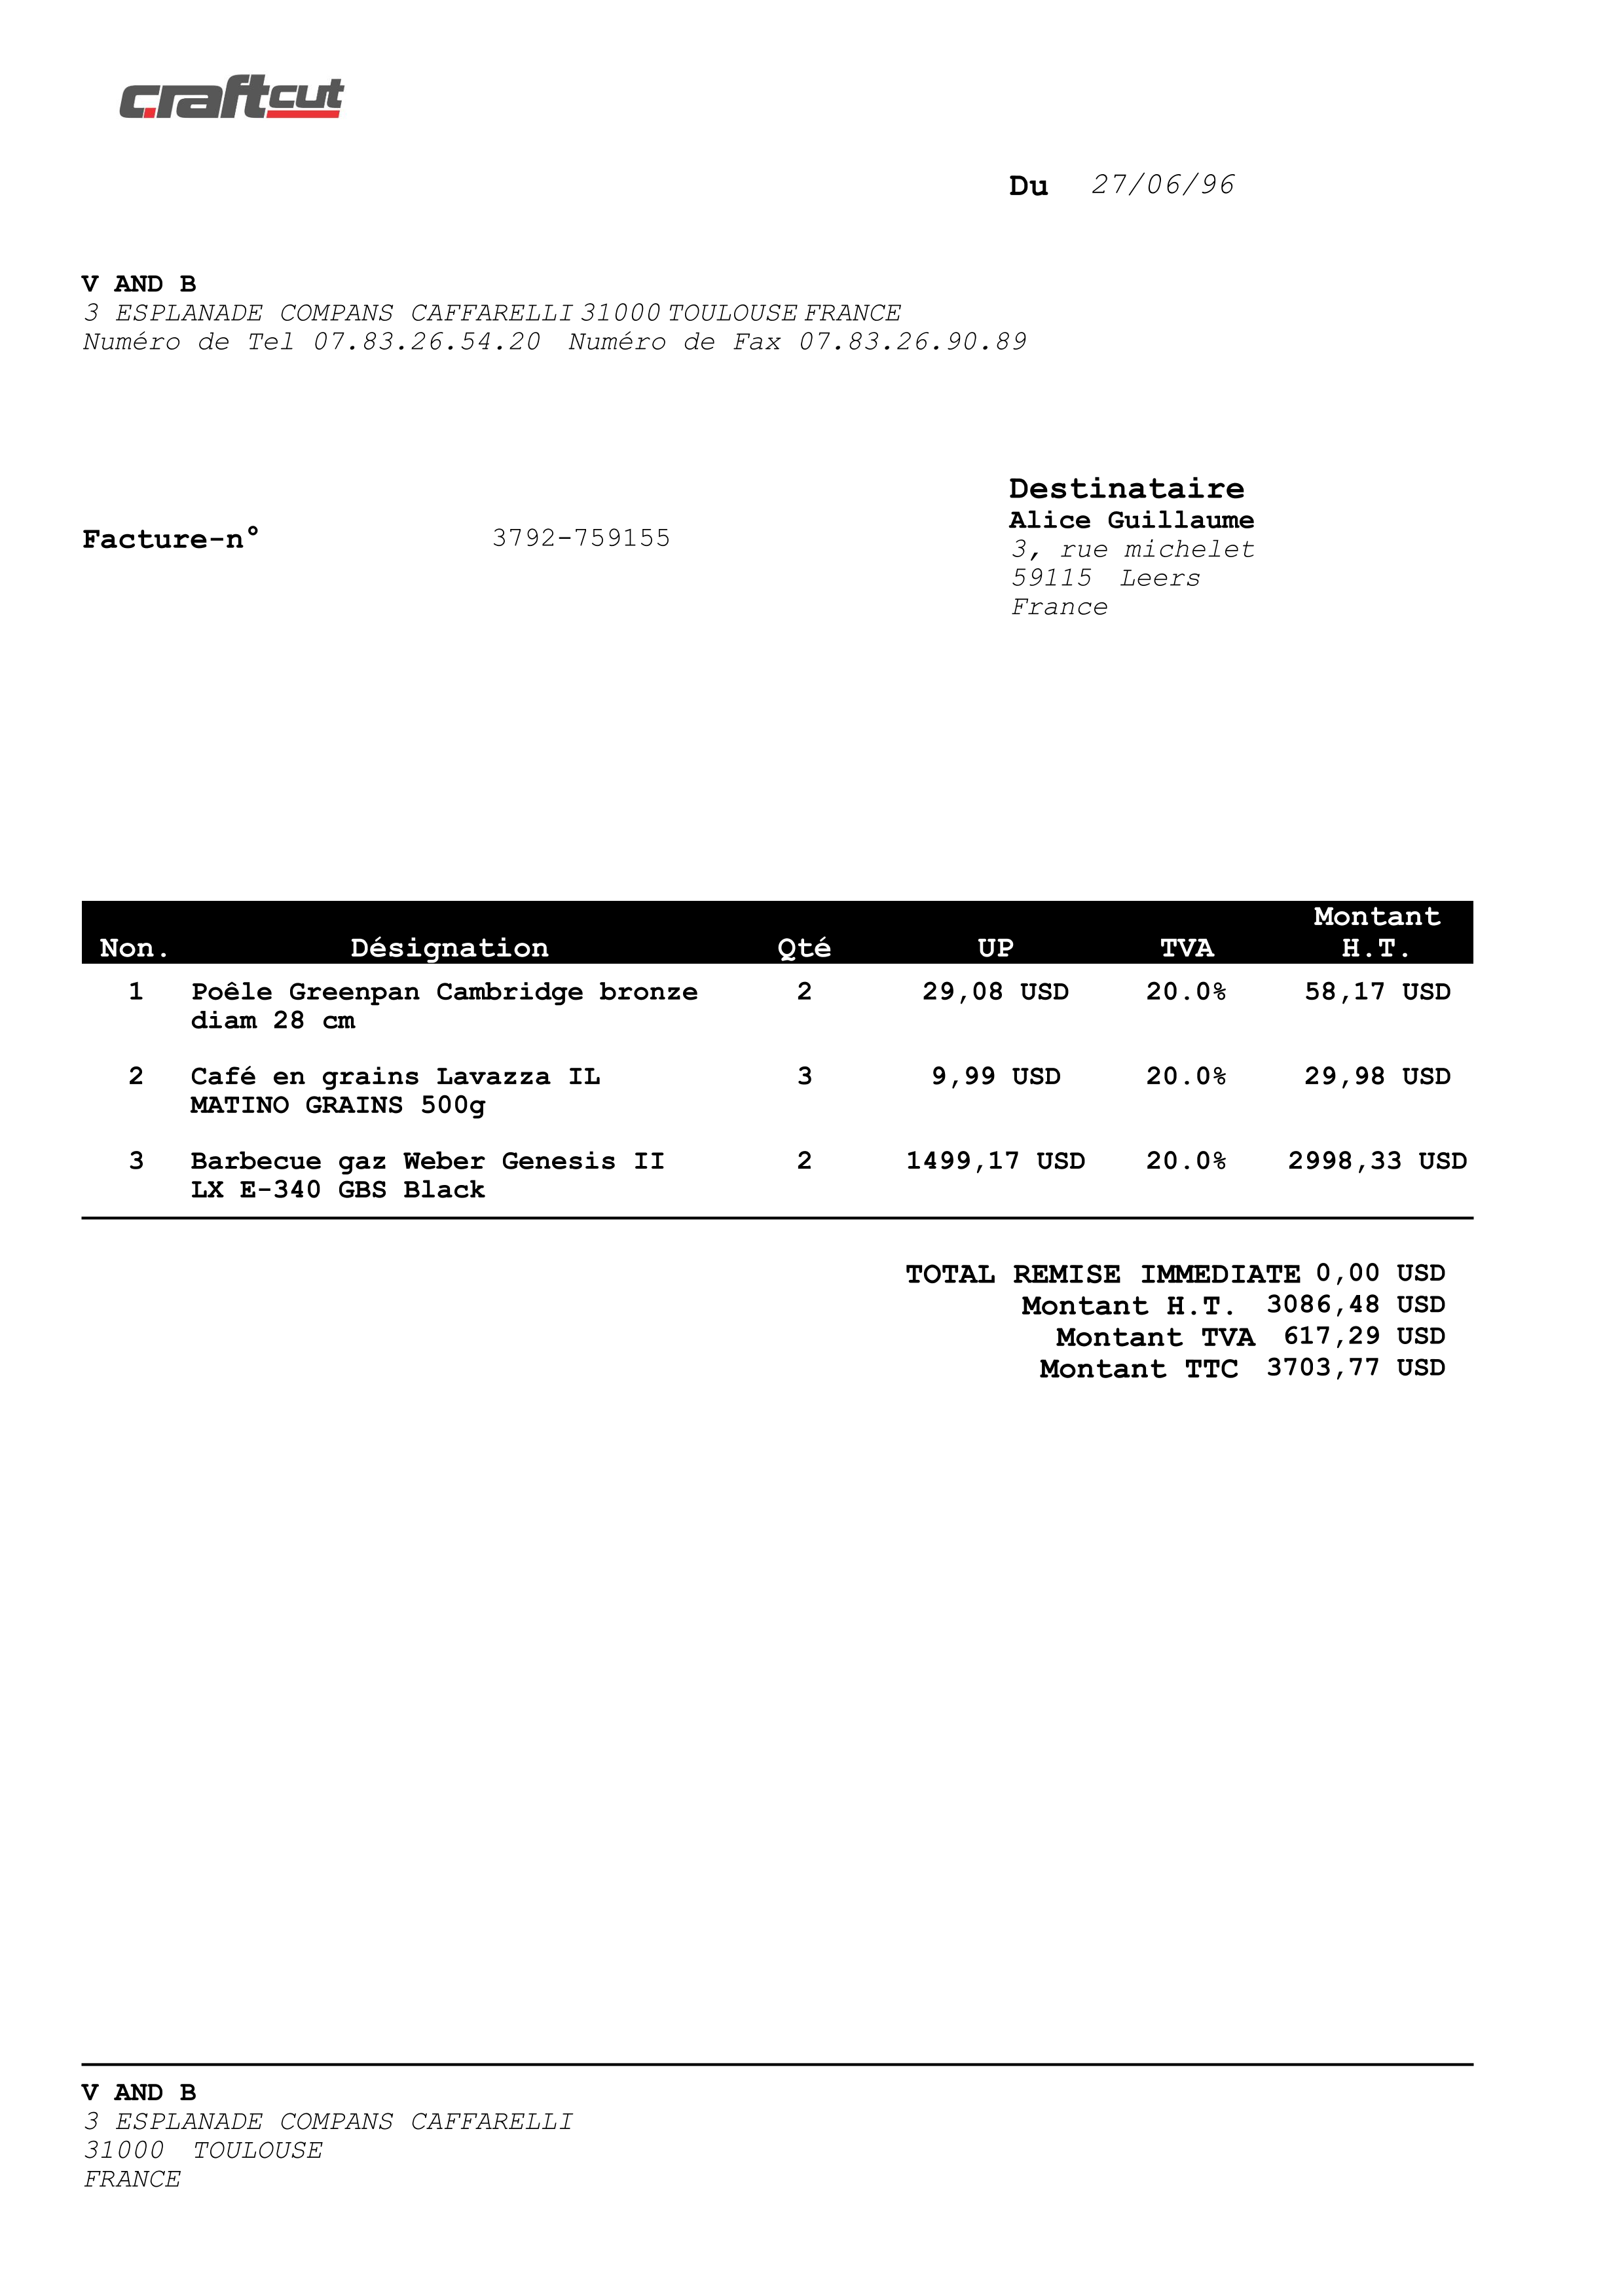 craftcut
Du 27/06/96
V AND B
3 ESPLANADE COMPANS CAFFARELLI 31000 TOULOUSE FRANCE
Numéro de Tel 07.83.26.54.20 Numéro de Fax 07.83.26.90.89
Destinataire
Alice Guillaume
Facture-n° 3792-759155
3, rue michelet
59115 Leers
France
Montant
Non. Désignation Qté UP TVA H.T.
1 Poêle Greenpan Cambridge bronze 2 29,08 USD 20.0% 58,17 USD
diam 28 cm
2 Café en grains Lavazza IL 3 9,99 USD 20.0% 29,98 USD
MATINO GRAINS 500g
3 Barbecue gaz Weber Genesis II 2 1499,17 USD 20.0% 2998,33 USD
LX E-340 GBS Black
TOTAL REMISE IMMEDIATE 0,00 USD
Montant H.T. 3086,48 USD
Montant TVA 617,29 USD
Montant TTC 3703,77 USD
V AND B
3 ESPLANADE COMPANS CAFFARELLI
31000 TOULOUSE
FRANCE